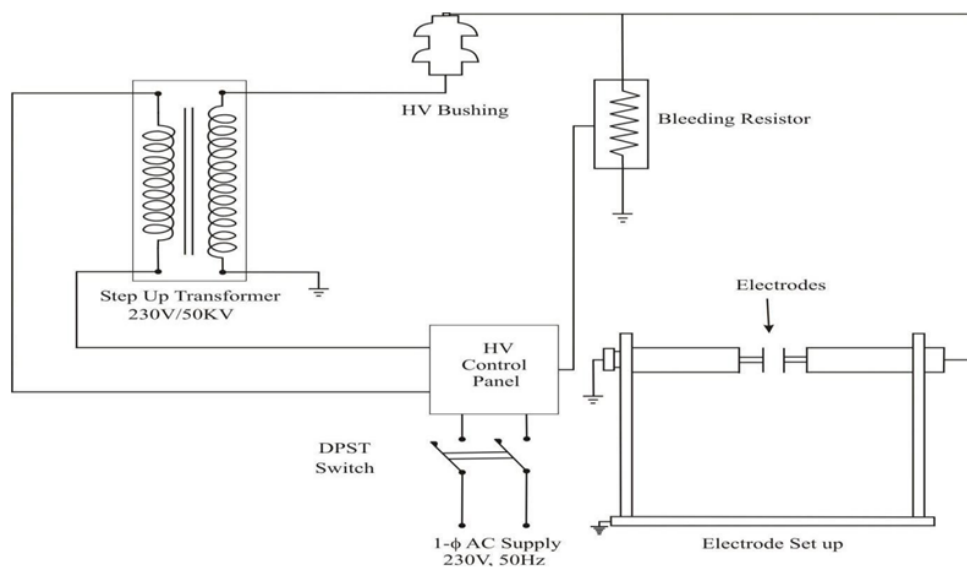 HV Bushing
Bleeding Resistor
Step Up Transformer
230V/50KV
Electrodes
HV
Control
Panel
DPST
Switch
1-ϕ AC Supply
230V, 50Hz
Electrode Set up